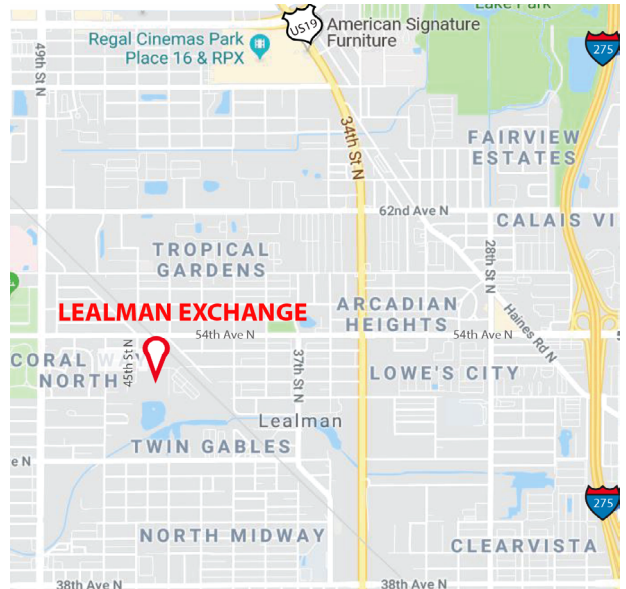 Lake Park
US19
American Signature
Furniture
275
Regal Cinemas Park
Place 16 & RPX
49th St N
34th St N
FAIRVIEW
ESTATES
62nd Ave N
CALAIS VI
TROPICAL
GARDENS
28th St N
Haines Rd N
LEALMAN EXCHANGE
ARCADIAN
HEIGHTS
54th Ave N
54th Ave N
CORAL WAY
NORTH
45th St N
37th St N
LOWE'S CITY
Lealman
TWIN GABLES
e N
275
NORTH MIDWAY
CLEARVISTA
38th Ave N
38th Ave N